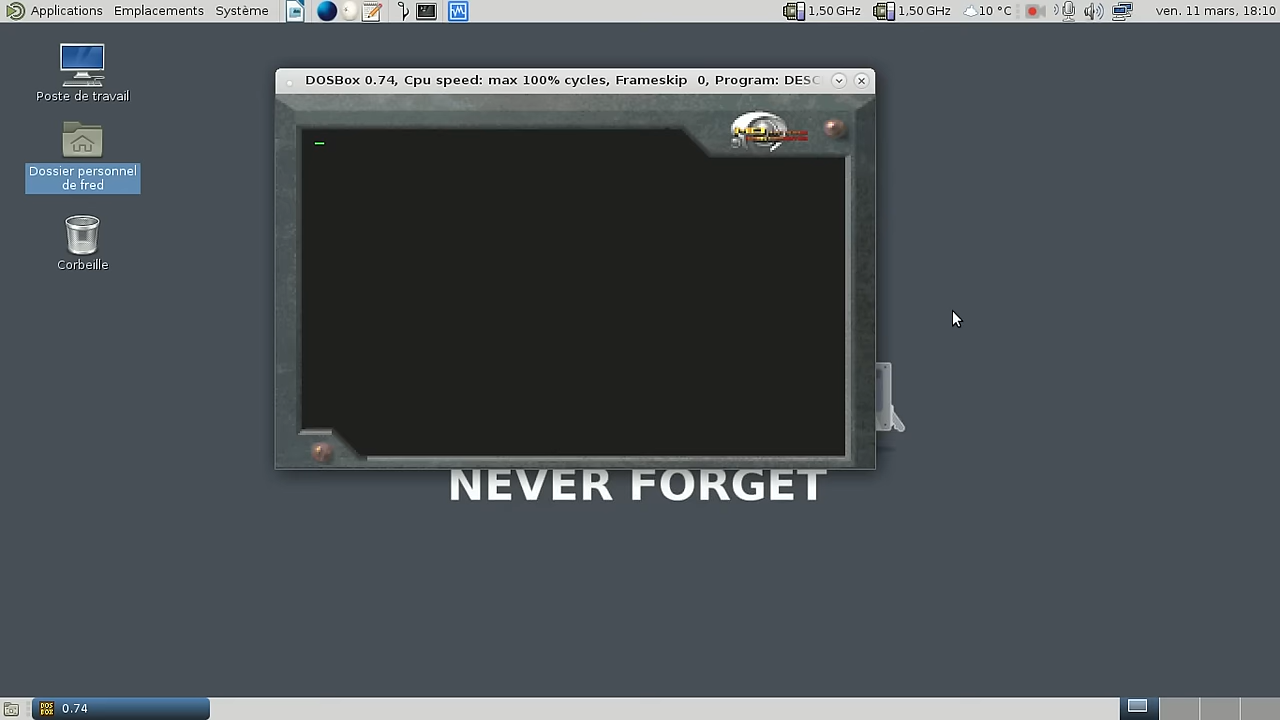 Applications Emplacements Système 1,50 GHz 1,50 GHz 10 °C ven. 11 mars, 18:10
Poste de travail
Dossier personnel
de fred
Corbeille
DOSBox 0.74, Cpu speed: max 100% cycles, Frameskip 0, Program: DESC
NEVER FORGET
DOS
BOX
0.74